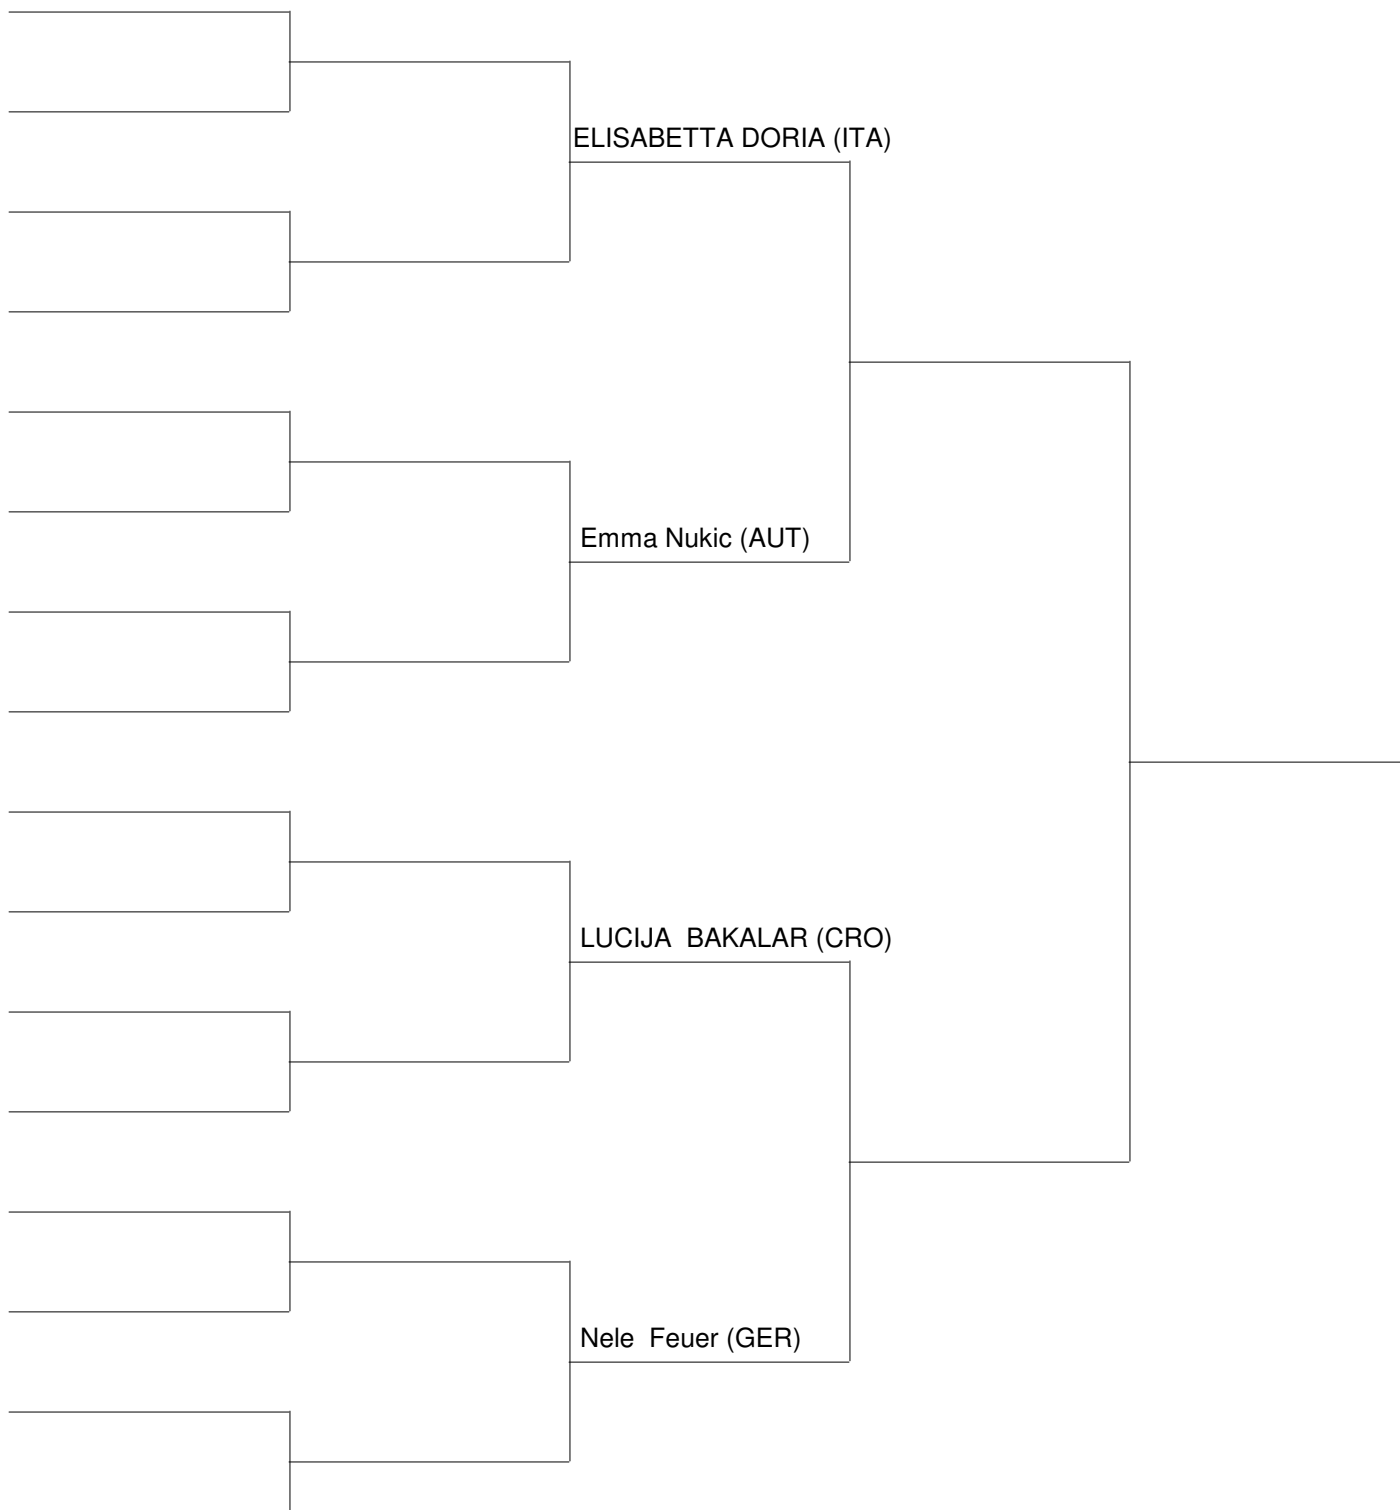 ELISABETTA DORIA (ITA)
Emma Nukic (AUT)
LUCIJA  BAKALAR (CRO)
Nele  Feuer (GER)